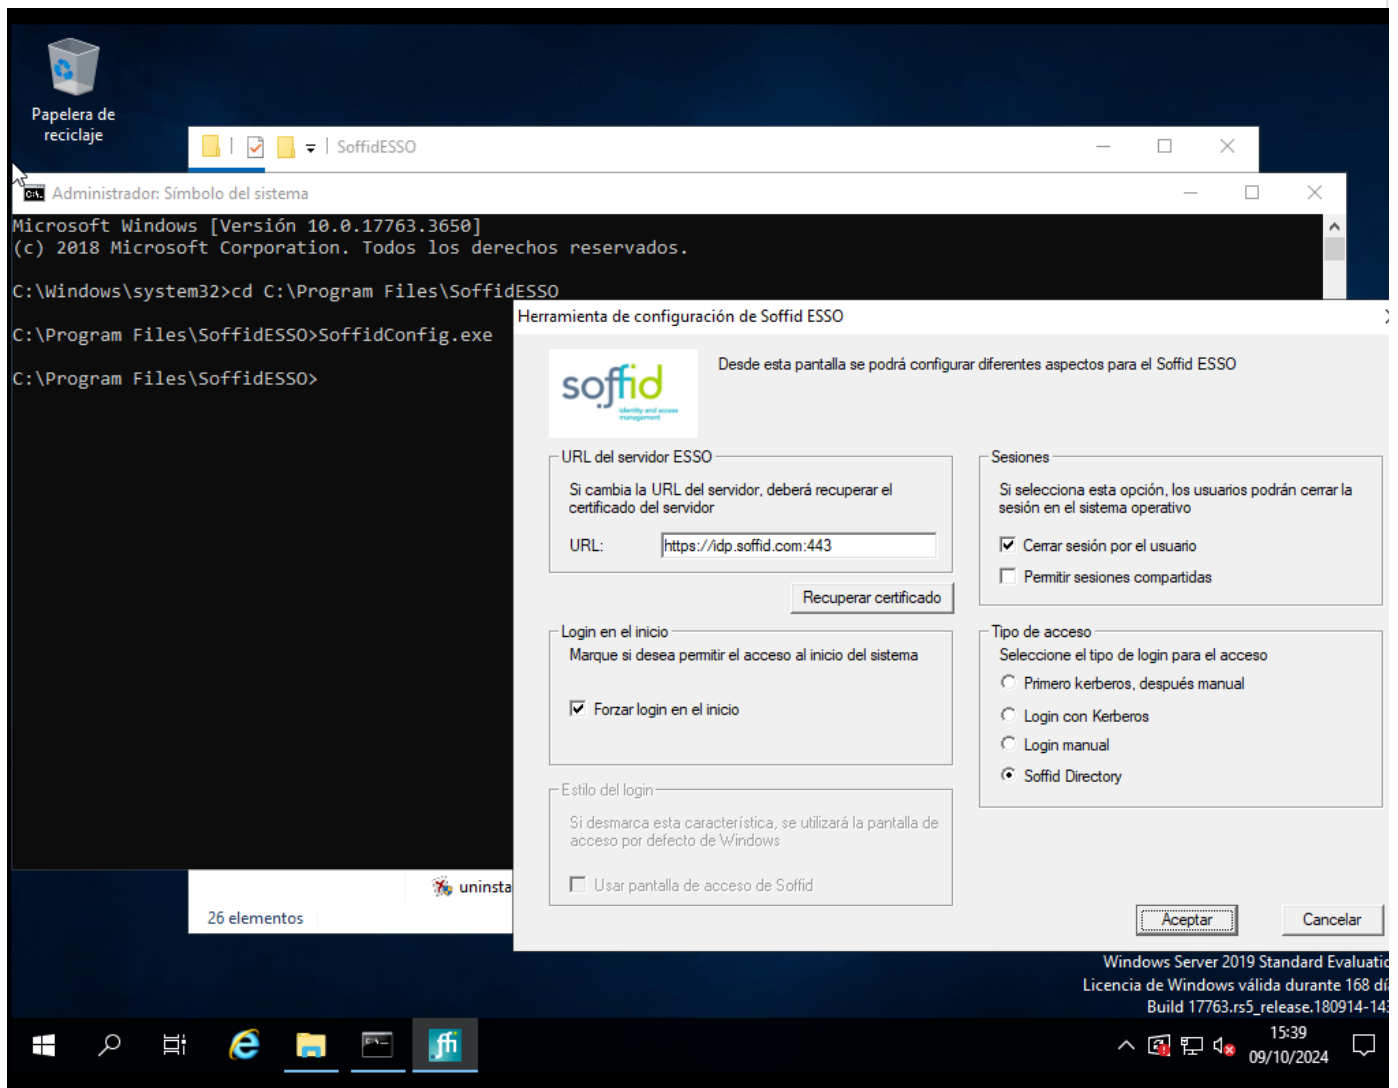 Papelera de
reciclaje
SoffidESSO
Administrador: Símbolo del sistema
Microsoft Windows [Versión 10.0.17763.3650]
(c) 2018 Microsoft Corporation. Todos los derechos reservados.
C:\Windows\system32>cd C:\Program Files\SoffidESSO
C:\Program Files\SoffidESSO>SoffidConfig.exe
C:\Program Files\SoffidESSO>
Herramienta de configuración de Soffid ESSO
soffid
identity and access
management
Desde esta pantalla se podrá configurar diferentes aspectos para el Soffid ESSO
URL del servidor ESSO
Si cambia la URL del servidor, deberá recuperar el
certificado del servidor
URL:
https://idp.soffid.com:443
Recuperar certificado
Login en el inicio
Marque si desea permitir el acceso al inicio del sistema
Forzar login en el inicio
Estilo del login
Si desmarca esta característica, se utilizará la pantalla de
acceso por defecto de Windows
Usar pantalla de acceso de Soffid
Sesiones
Si selecciona esta opción, los usuarios podrán cerrar la
sesión en el sistema operativo
Cerrar sesión por el usuario
Permitir sesiones compartidas
Tipo de acceso
Seleccione el tipo de login para el acceso
Primero kerberos, después manual
Login con Kerberos
Login manual
Soffid Directory
Aceptar
Cancelar
uninsta
26 elementos
Windows Server 2019 Standard Evaluatio
Licencia de Windows válida durante 168 dí
Build 17763.rs5_release.180914-143
ffi
15:39
09/10/2024